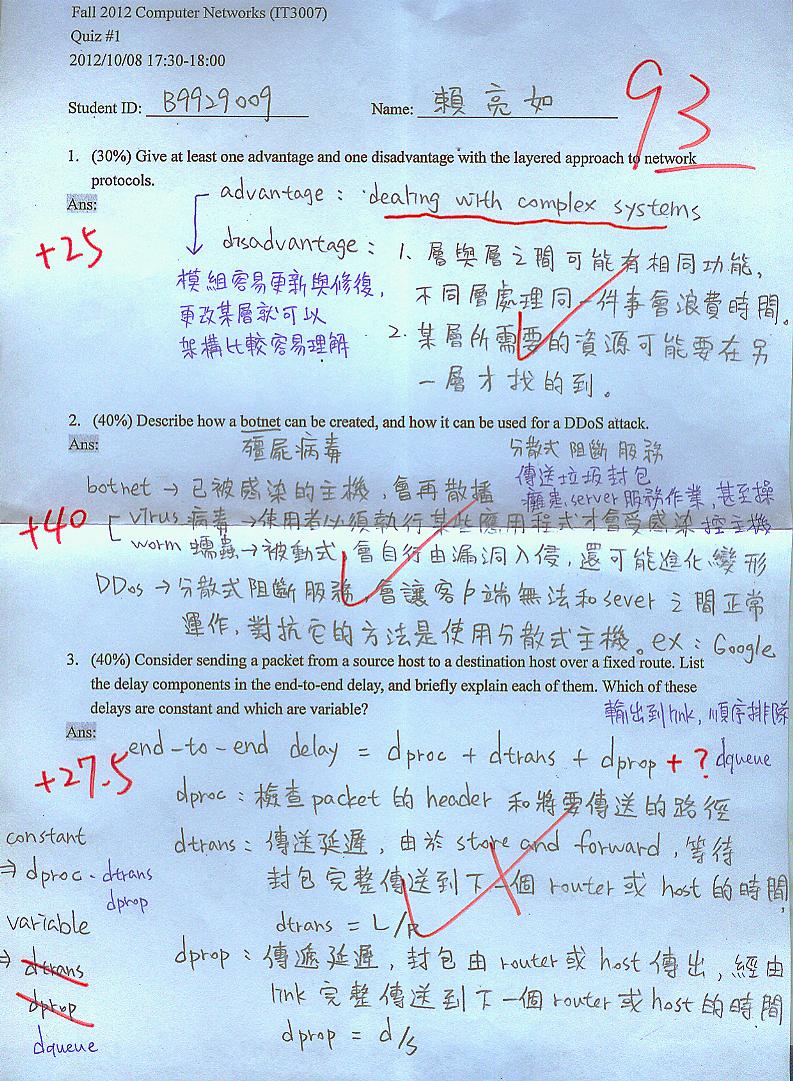 Fall 2012 Computer Networks (IT3007)
Quiz #1
2012/10/08 17:30-18:00
Student ID: B9929009 Name: 賴亮如
93
1. (30%) Give at least one advantage and one disadvantage with the layered approach to network
protocols.
Ans:
+25
advantage : dealing with complex systems
disadvantage : 1. 層與層之間可能有相同功能,
不同層處理同一件事會浪費時間。
2. 某層所需要的資源可能要在另
一層才找的到。
模組容易更新與修復,
更改某層就可以
架構比較容易理解
2. (40%) Describe how a botnet can be created, and how it can be used for a DDoS attack.
Ans:
+40
殭屍病毒
分散式阻斷服務
傳送垃圾封包
癱瘓server服務作業,甚至操
控主機
botnet → 已被感染的主機,會再散播
virus 病毒 → 使用者必須執行某些應用程式才會受感染
worm 蠕蟲 → 被動式,會自行由漏洞入侵,還可能進化變形
DDos → 分散式阻斷服務,會讓客戶端無法和sever之間正常
運作,對抗它的方法是使用分散式主機。ex : Google
3. (40%) Consider sending a packet from a source host to a destination host over a fixed route. List
the delay components in the end-to-end delay, and briefly explain each of them. Which of these
delays are constant and which are variable?
Ans:
+27.5
輸出到link,順序排隊
end-to-end delay = dproc + dtrans + dprop + ? dqueue
dproc : 檢查packet的header和將要傳送的路徑
dtrans : 傳送延遲,由於store and forward,等待
封包完整傳送到下一個router或host的時間,
dtrans = L/R
dprop : 傳遞延遲,封包由router或host傳出,經由
link完整傳送到下一個router或host的時間
dprop = d/s
constant
⇒ dproc. dtrans
dprop
variable
⇒ dtrans
dprop
dqueue